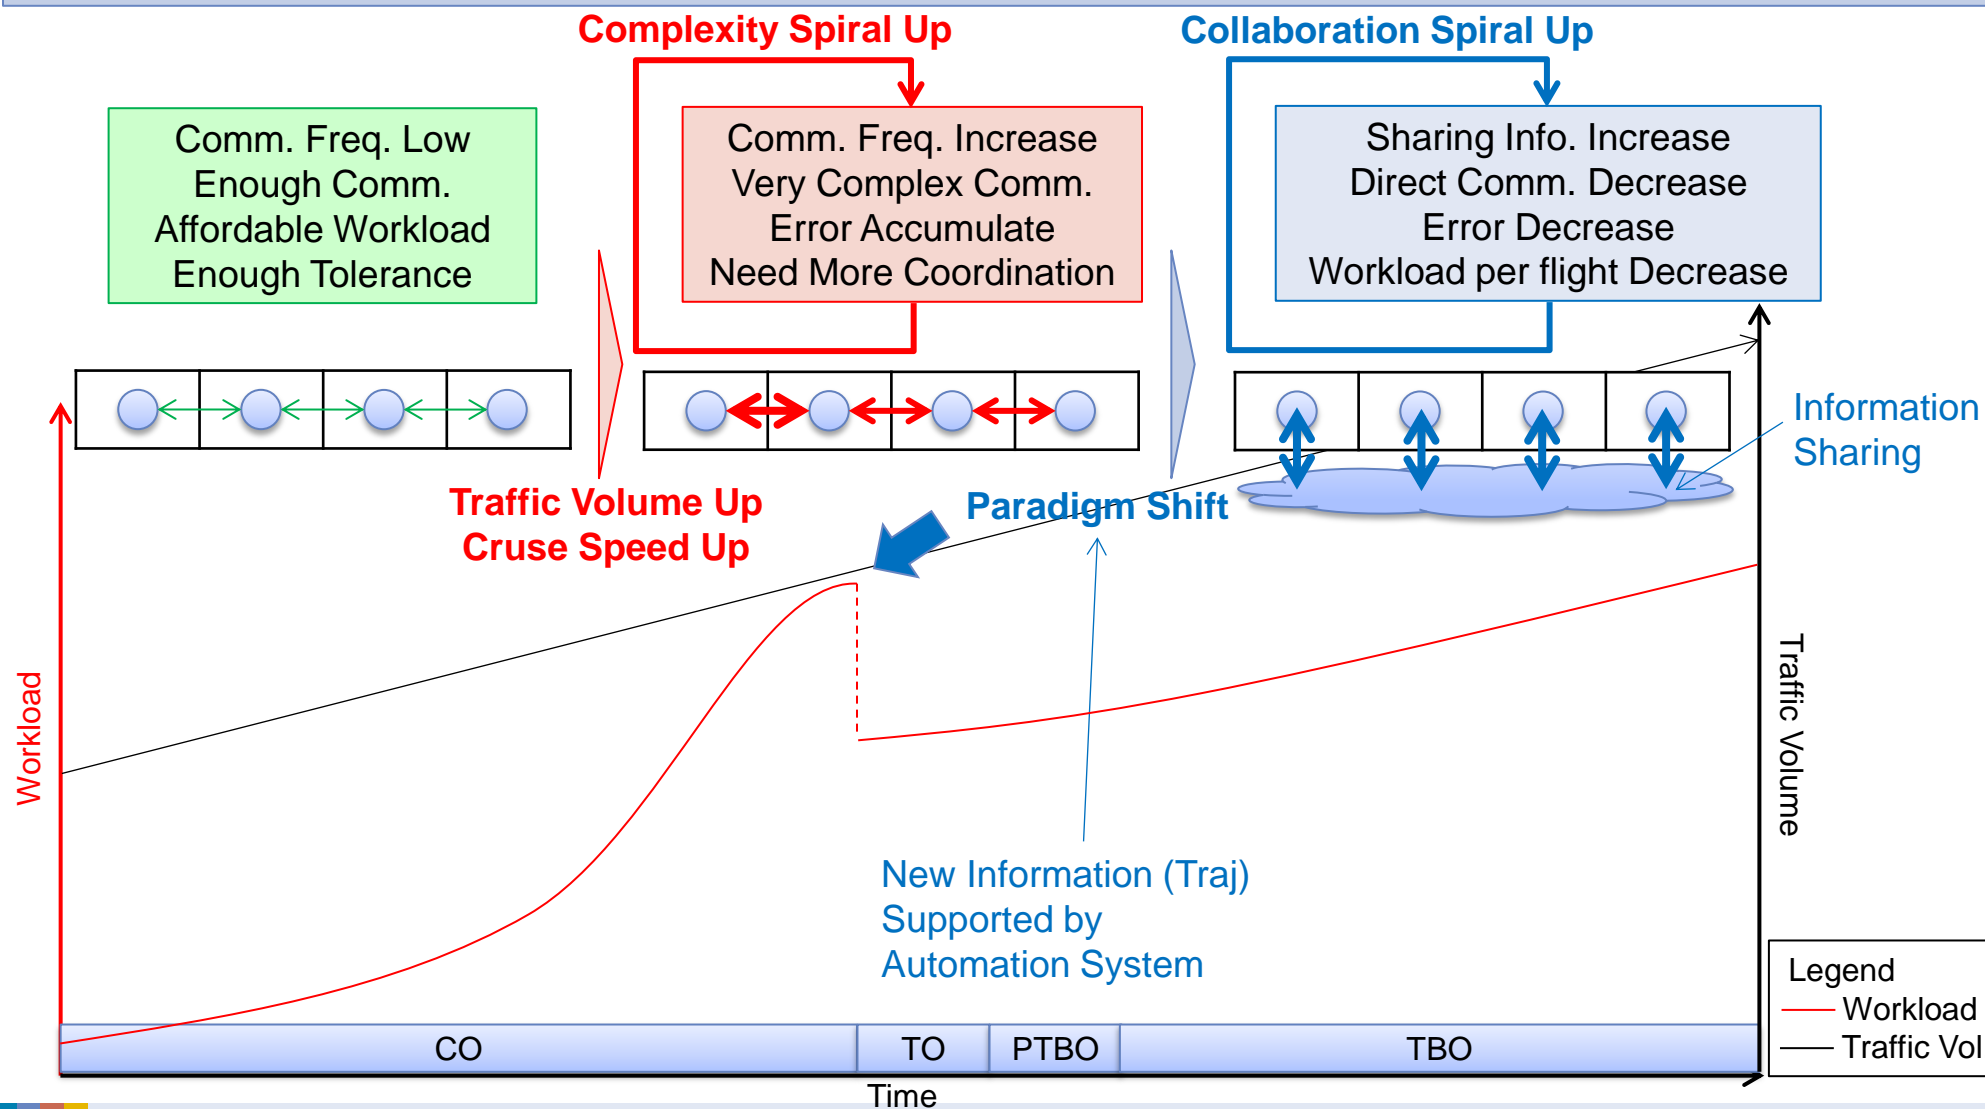 Complexity Spiral Up
Collaboration Spiral Up
Comm. Freq. Low
Enough Comm.
Affordable Workload
Enough Tolerance
Comm. Freq. Increase
Very Complex Comm.
Error Accumulate
Need More Coordination
Sharing Info. Increase
Direct Comm. Decrease
Error Decrease
Workload per flight Decrease
Information
Sharing
Traffic Volume Up
Cruse Speed Up
Paradigm Shift
Workload
Traffic Volume
New Information (Traj)
Supported by
Automation System
Legend
Workload
Traffic Vol
CO
TO
PTBO
TBO
Time